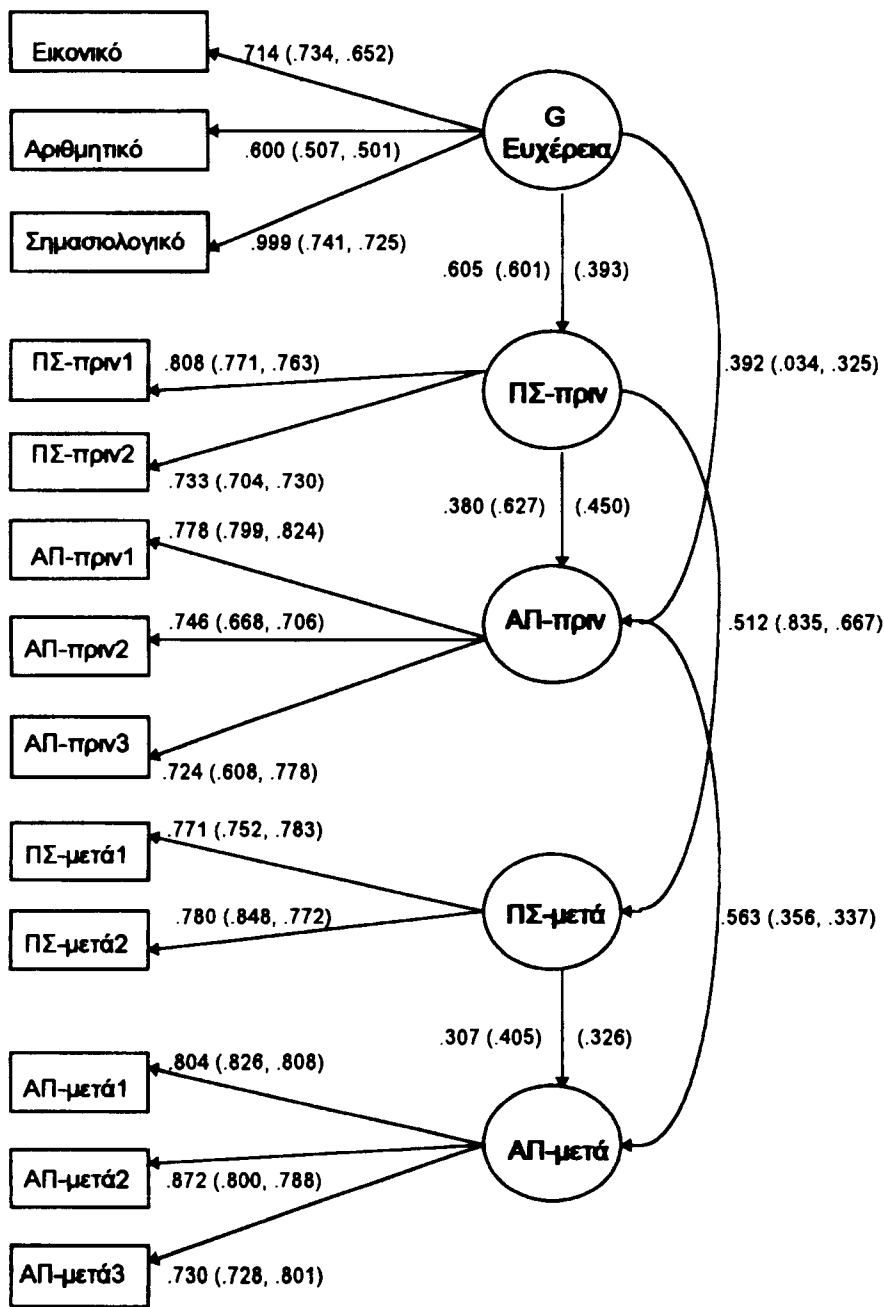 Εικονικό
.714 (.734, .652)
G
Ευχέρεια
Αριθμητικό
.600 (.507, .501)
Σημασιολογικό
.999 (.741, .725)
.605 (.601) (.393)
ΠΣ-πριν1
.808 (.771, .763)
.392 (.034, .325)
ΠΣ-πριν
ΠΣ-πριν2
.733 (.704, .730)
.380 (.627) (.450)
ΑΠ-πριν1
.778 (.799, .824)
ΑΠ-πριν
.512 (.835, .667)
ΑΠ-πριν2
.746 (.668, .706)
ΑΠ-πριν3
.724 (.608, .778)
ΠΣ-μετά1
.771 (.752, .783)
ΠΣ-μετά
.563 (.356, .337)
ΠΣ-μετά2
.780 (.848, .772)
.307 (.405) (.326)
ΑΠ-μετά1
.804 (.826, .808)
ΑΠ-μετά
ΑΠ-μετά2
.872 (.800, .788)
ΑΠ-μετά3
.730 (.728, .801)